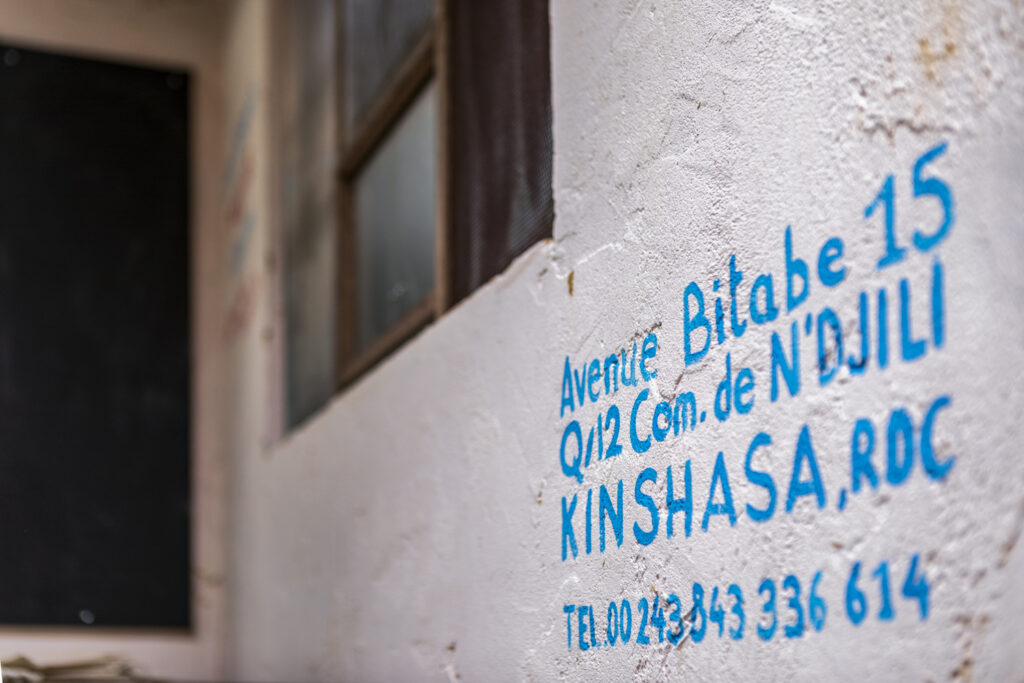 Avenue Bitabe 15
Q/12 Com. de N'DJILI
KINSHASA, RDC
TEL. 00 243 843 336 614